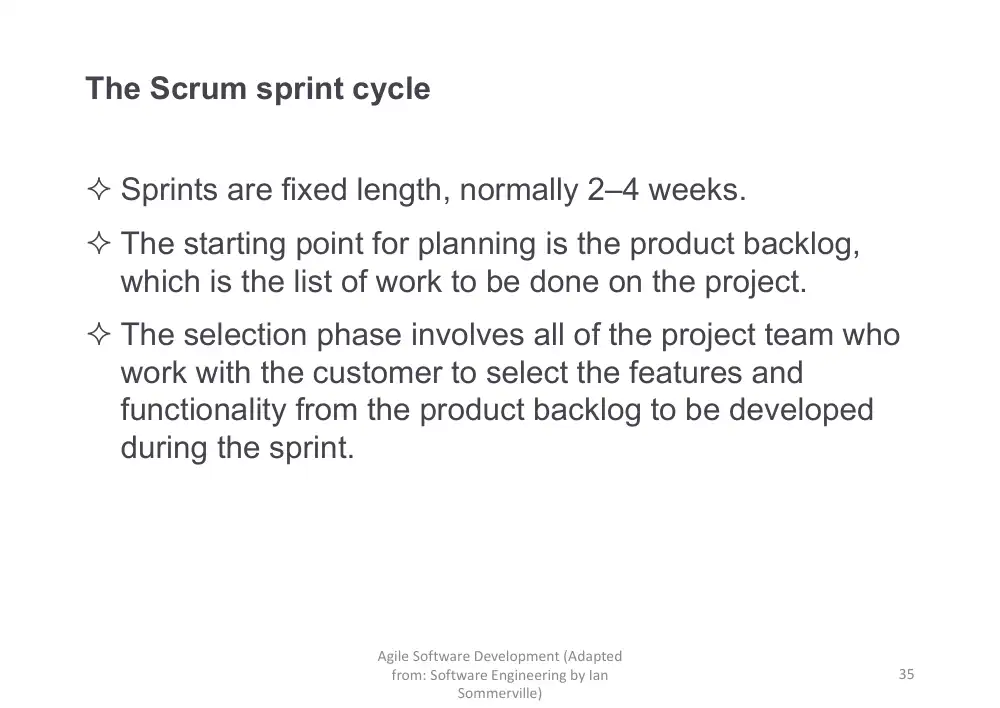 The Scrum sprint cycle
✧ Sprints are fixed length, normally 2–4 weeks.
✧ The starting point for planning is the product backlog,
which is the list of work to be done on the project.
✧ The selection phase involves all of the project team who
work with the customer to select the features and
functionality from the product backlog to be developed
during the sprint.
Agile Software Development (Adapted
from: Software Engineering by Ian
Sommerville)
35